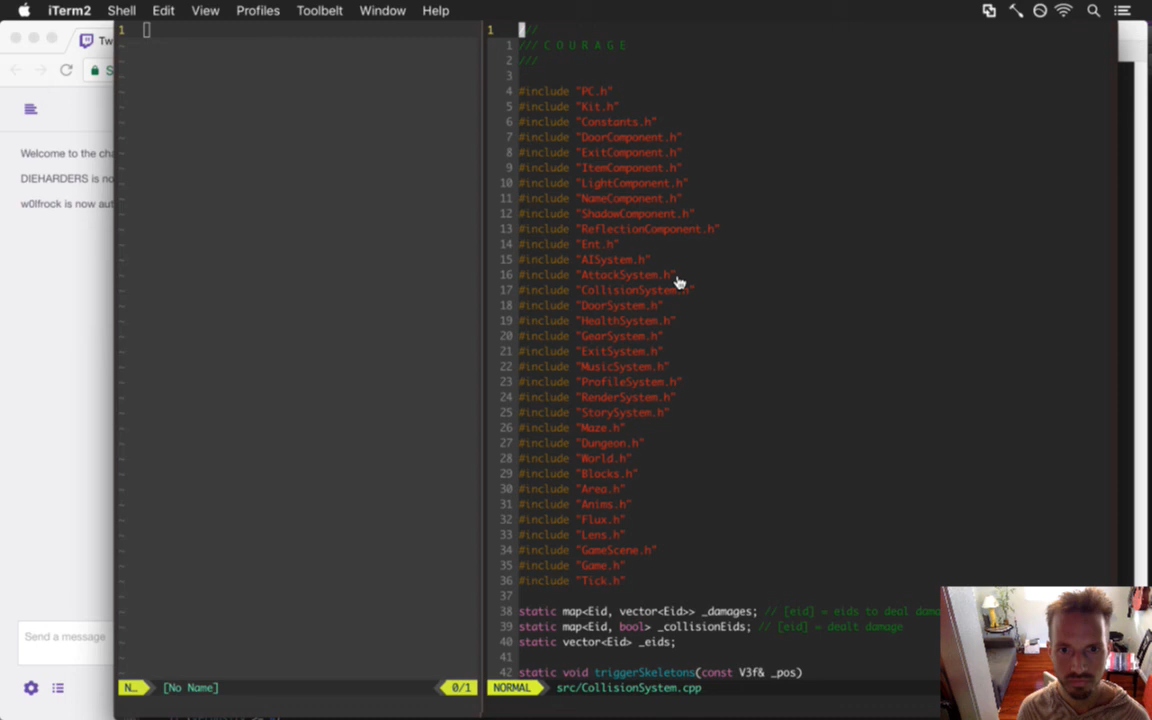 iTerm2 Shell Edit View Profiles Toolbelt Window Help
Tw
S
Welcome to the cha
DIEHARDERS is no
w0lfrock is now aut
Send a message
1
N... [No Name] 0/1
1 ///
1 /// C O U R A G E
2 ///
3
4 #include "PC.h"
5 #include "Kit.h"
6 #include "Constants.h"
7 #include "DoorComponent.h"
8 #include "ExitComponent.h"
9 #include "ItemComponent.h"
10 #include "LightComponent.h"
11 #include "NameComponent.h"
12 #include "ShadowComponent.h"
13 #include "ReflectionComponent.h"
14 #include "Ent.h"
15 #include "AISystem.h"
16 #include "AttackSystem.h"
17 #include "CollisionSystem.h"
18 #include "DoorSystem.h"
19 #include "HealthSystem.h"
20 #include "GearSystem.h"
21 #include "ExitSystem.h"
22 #include "MusicSystem.h"
23 #include "ProfileSystem.h"
24 #include "RenderSystem.h"
25 #include "StorySystem.h"
26 #include "Maze.h"
27 #include "Dungeon.h"
28 #include "World.h"
29 #include "Blocks.h"
30 #include "Area.h"
31 #include "Anims.h"
32 #include "Flux.h"
33 #include "Lens.h"
34 #include "GameScene.h"
35 #include "Game.h"
36 #include "Tick.h"
37
38 static map<Eid, vector<Eid>> _damages; // [eid] = eids to deal dama
39 static map<Eid, bool> _collisionEids; // [eid] = dealt damage
40 static vector<Eid> _eids;
41
42 static void triggerSkeletons(const V3f& _pos)
NORMAL src/CollisionSystem.cpp